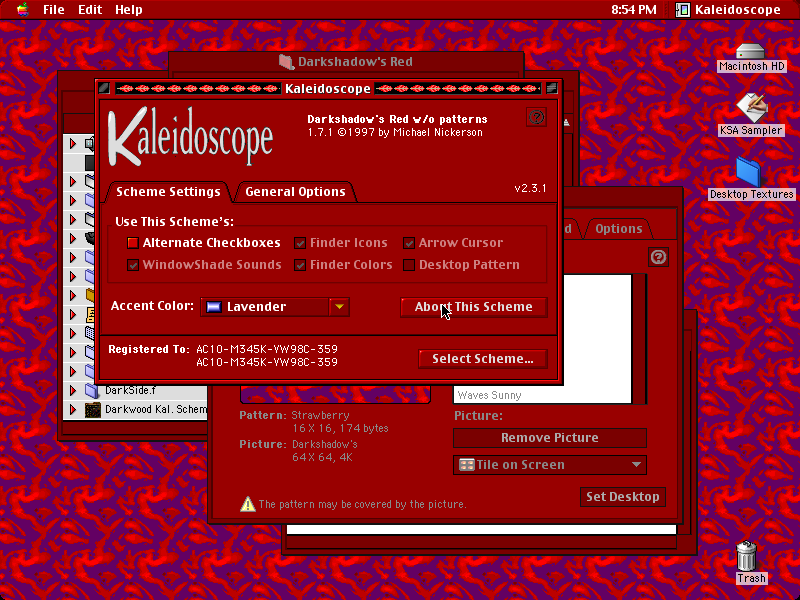 File Edit Help
8:54 PM Kaleidoscope
Darkshadow's Red
Kaleidoscope
Kaleidoscope
Darkshadow's Red w/o patterns
1.7.1 ©1997 by Michael Nickerson
v2.3.1
Scheme Settings General Options
Use This Scheme's:
Alternate Checkboxes Finder Icons Arrow Cursor
WindowShade Sounds Finder Colors Desktop Pattern
Accent Color: Lavender
About This Scheme
Registered To: AC10-M345K-YW98C-359
AC10-M345K-YW98C-359
Select Scheme...
Options
DarkSide.f
Darkwood Kal. Schem
Waves Sunny
Pattern: Strawberry
16 X 16, 174 bytes
Picture: Darkshadow's
64 X 64, 4K
Picture:
Remove Picture
Tile on Screen
The pattern may be covered by the picture.
Set Desktop
Macintosh HD
KSA Sampler
Desktop Textures
Trash